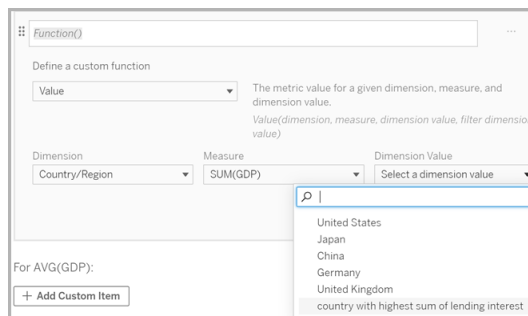 Function()
...
Define a custom function
Value
The metric value for a given dimension, measure, and
dimension value.
Value(dimension, measure, dimension value, filter dimension
value)
Dimension
Measure
Dimension Value
Country/Region
SUM(GDP)
Select a dimension value
United States
Japan
China
Germany
United Kingdom
country with highest sum of lending interest
For AVG(GDP):
+ Add Custom Item